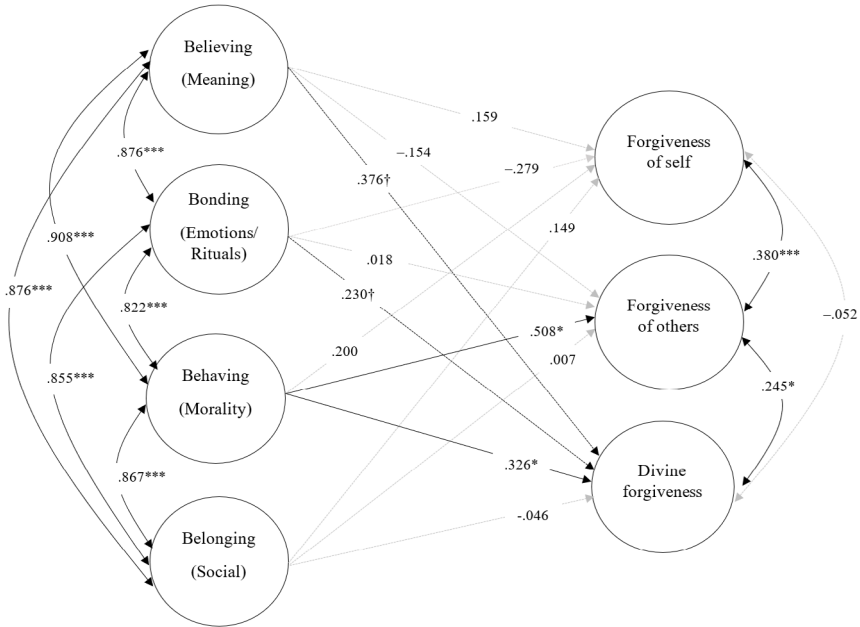 Believing
(Meaning)
.159
Forgiveness
of self
.876***
–.154
.376†
–.279
Bonding
(Emotions/
Rituals)
.149
.908***
.018
.380***
.876***
.230†
.822***
Forgiveness
of others
–.052
.508*
.200
.007
.855***
Behaving
(Morality)
.245*
.867***
.326*
Divine
forgiveness
-.046
Belonging
(Social)